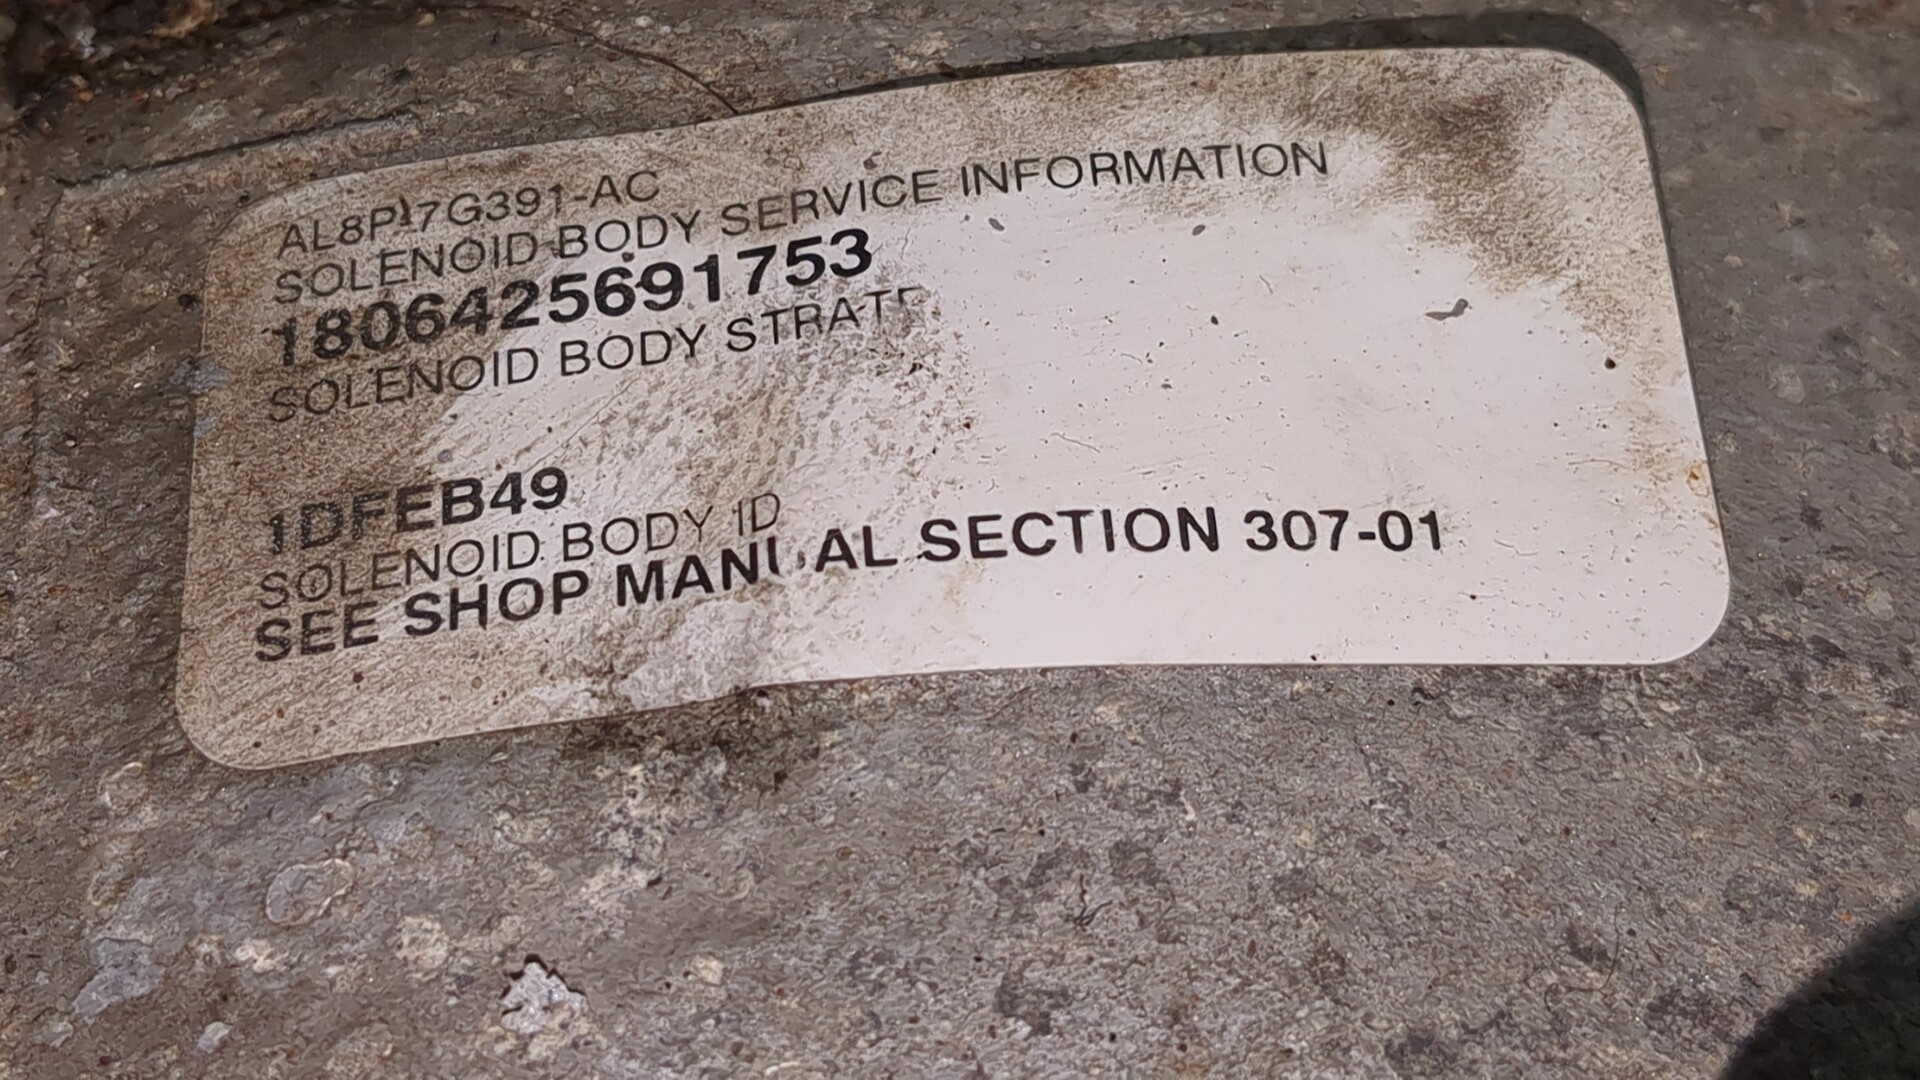 AL8P-7G391-AC
SOLENOID BODY SERVICE INFORMATION
1806425691753
SOLENOID BODY
1DFEB49
SOLENOID BODY ID
SEE SHOP MANUAL SECTION 307-01